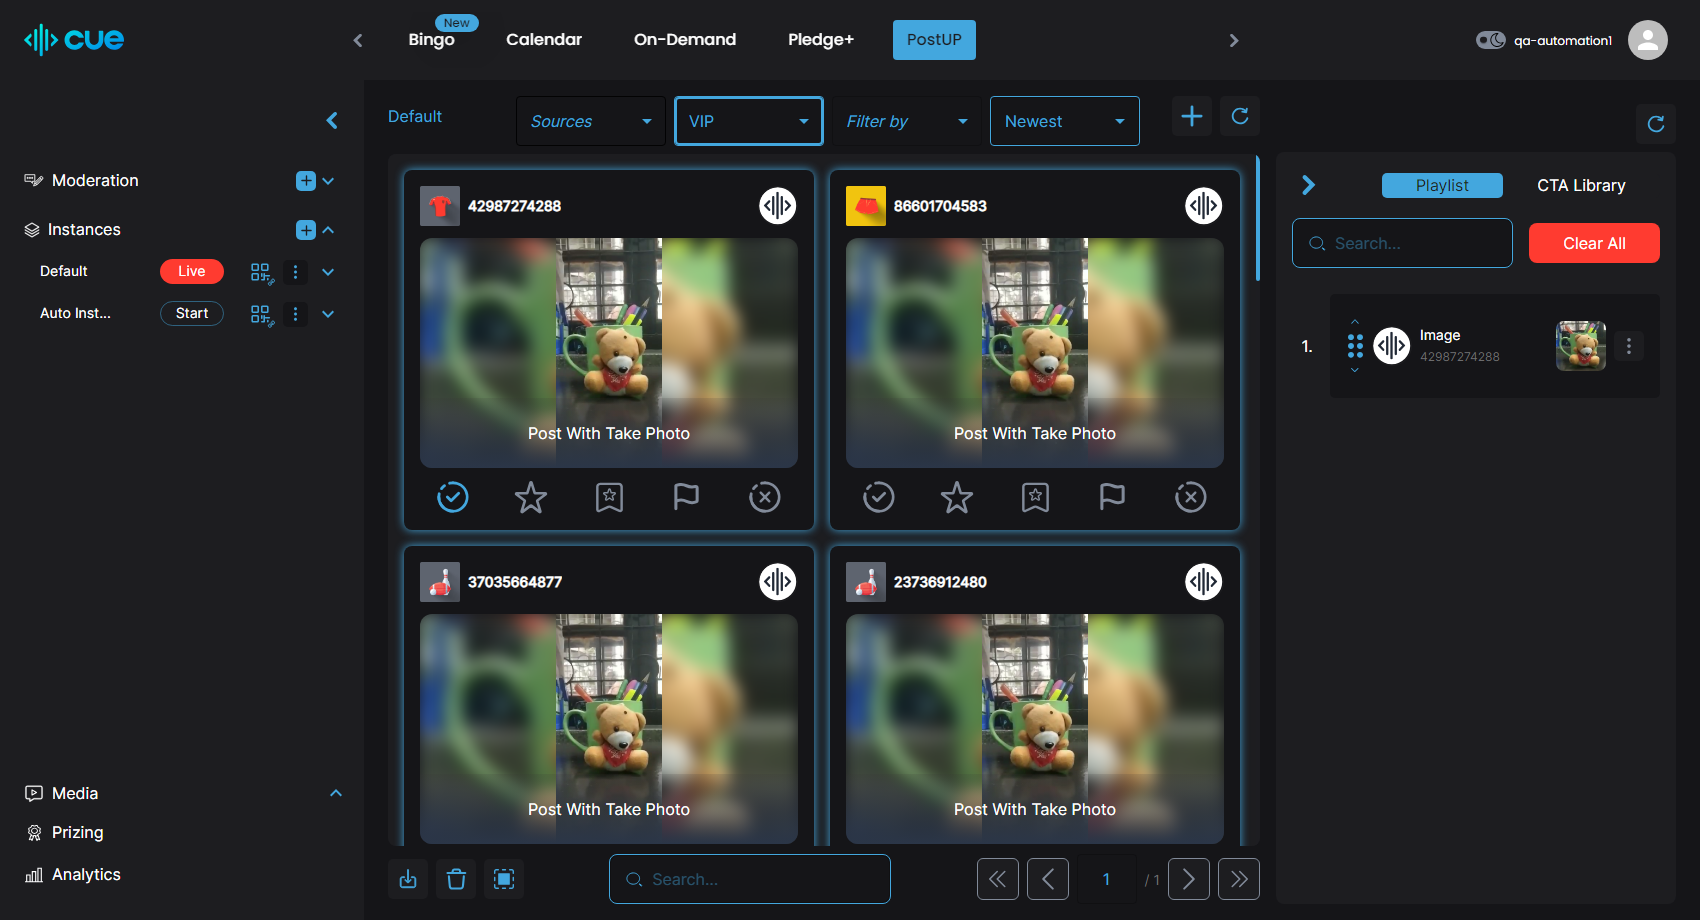 cue
New
Bingo
Calendar
On-Demand
Pledge+
PostUP
qa-automation1
Default
Sources
VIP
Filter by
Newest
Moderation
Instances
Default
Live
Auto Inst...
Start
Media
Prizing
Analytics
42987274288
Post With Take Photo
86601704583
Post With Take Photo
37035664877
Post With Take Photo
23736912480
Post With Take Photo
Search...
1
/ 1
Playlist
CTA Library
Search...
Clear All
1.
Image
42987274288